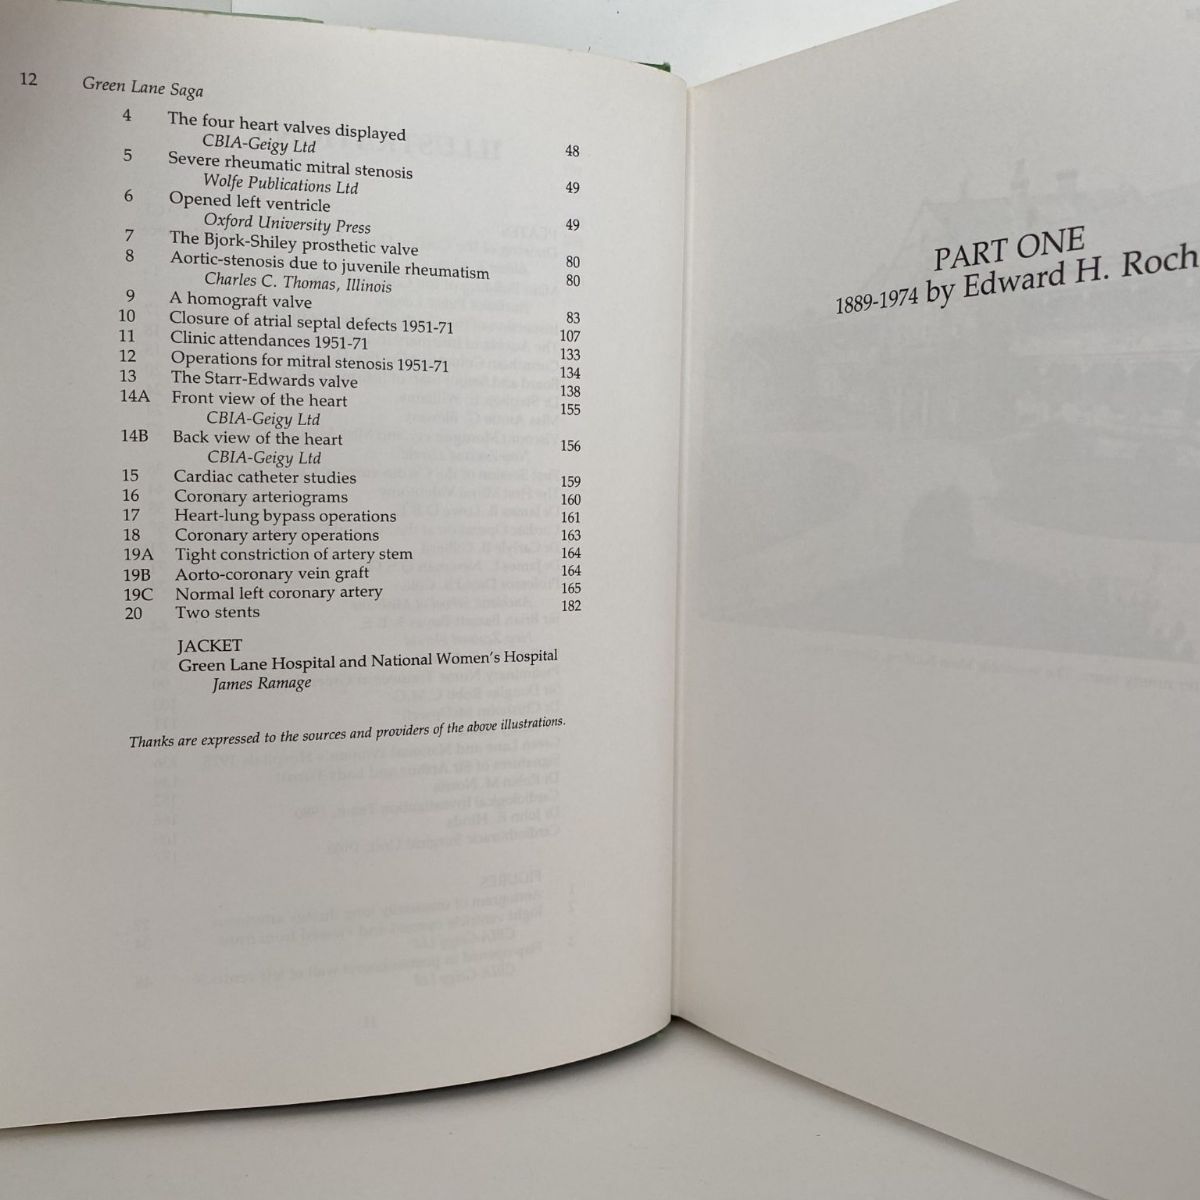 12 Green Lane Saga
4 The four heart valves displayed
CBIA-Geigy Ltd 48
5 Severe rheumatic mitral stenosis
Wolfe Publications Ltd 49
6 Opened left ventricle
Oxford University Press 49
7 The Bjork-Shiley prosthetic valve 80
8 Aortic-stenosis due to juvenile rheumatism 80
Charles C. Thomas, Illinois
9 A homograft valve 83
10 Closure of atrial septal defects 1951-71 107
11 Clinic attendances 1951-71 133
12 Operations for mitral stenosis 1951-71 134
13 The Starr-Edwards valve 138
14A Front view of the heart 155
CBIA-Geigy Ltd
14B Back view of the heart 156
CBIA-Geigy Ltd
15 Cardiac catheter studies 159
16 Coronary arteriograms 160
17 Heart-lung bypass operations 161
18 Coronary artery operations 163
19A Tight constriction of artery stem 164
19B Aorto-coronary vein graft 164
19C Normal left coronary artery 165
20 Two stents 182
JACKET
Green Lane Hospital and National Women's Hospital
James Ramage
Thanks are expressed to the sources and providers of the above illustrations.
PART ONE
1889-1974 by Edward H. Roch